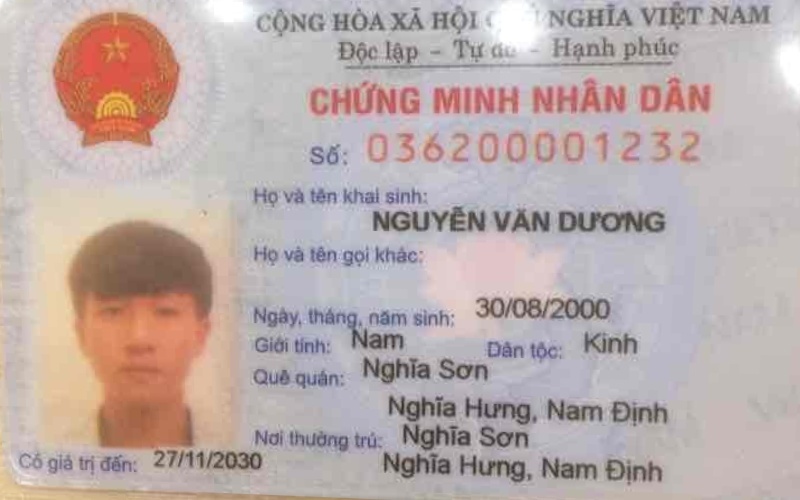 CỘNG HÒA XÃ HỘI NGHĨA VIỆT NAM
Độc lập - Tự do - Hạnh phúc
CHỨNG MINH NHÂN DÂN
Số: 036200001232
Họ và tên khai sinh:
NGUYỄN VĂN DƯƠNG
Họ và tên gọi khác:
Ngày, tháng, năm sinh: 30/08/2000
Giới tính: Nam Dân tộc: Kinh
Quê quán: Nghĩa Sơn
Nghĩa Hưng, Nam Định
Nơi thường trú: Nghĩa Sơn
Có giá trị đến: 27/11/2030 Nghĩa Hưng, Nam Định